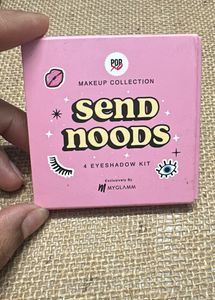 POP
MAKEUP COLLECTION
send
noods
4 EYESHADOW KIT
Exclusively By
MYGLAMM